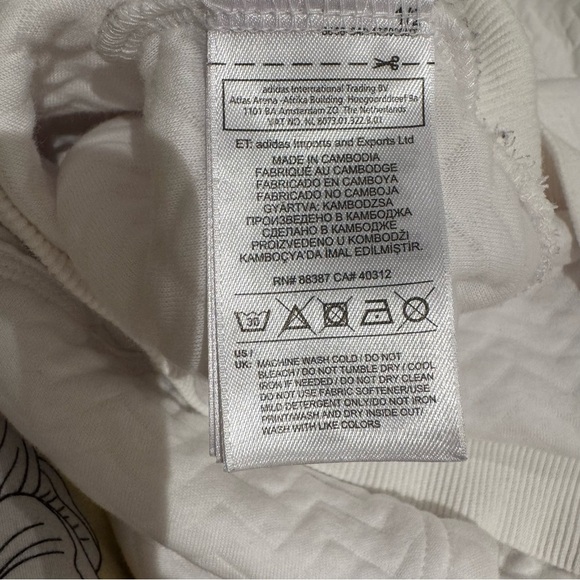 1/2
adidas International Trading BV
Atlas Arena -Afrika Building Hoogoorddreef 9a
1101 BA Amsterdam ZO, The Netherlands
VAT NO. NL 8073.01.322.B.01
ET: adidas Imports and Exports Ltd
MADE IN CAMBODIA
FABRIQUÉ AU CAMBODGE
FABRICADO EN CAMBOYA
FABRICADO NO CAMBOJA
GYÁRTVA: KAMBODZSA
ПРОИЗВЕДЕНО В КАМБОДЖА
СДЕЛАНО В КАМБОДЖЕ
PROIZVEDENO U KOMBODŽI
KAMBOÇYA'DA İMAL EDİLMİŞTİR.
RN# 88387 CA# 40312
30
US /
UK: MACHINE WASH COLD / DO NOT
BLEACH / DO NOT TUMBLE DRY / COOL
IRON IF NEEDED / DO NOT DRY CLEAN
DO NOT USE FABRIC SOFTENER/USE
MILD DETERGENT ONLY/DO NOT IRON
PRINT/WASH AND DRY INSIDE OUT/
WASH WITH LIKE COLORS